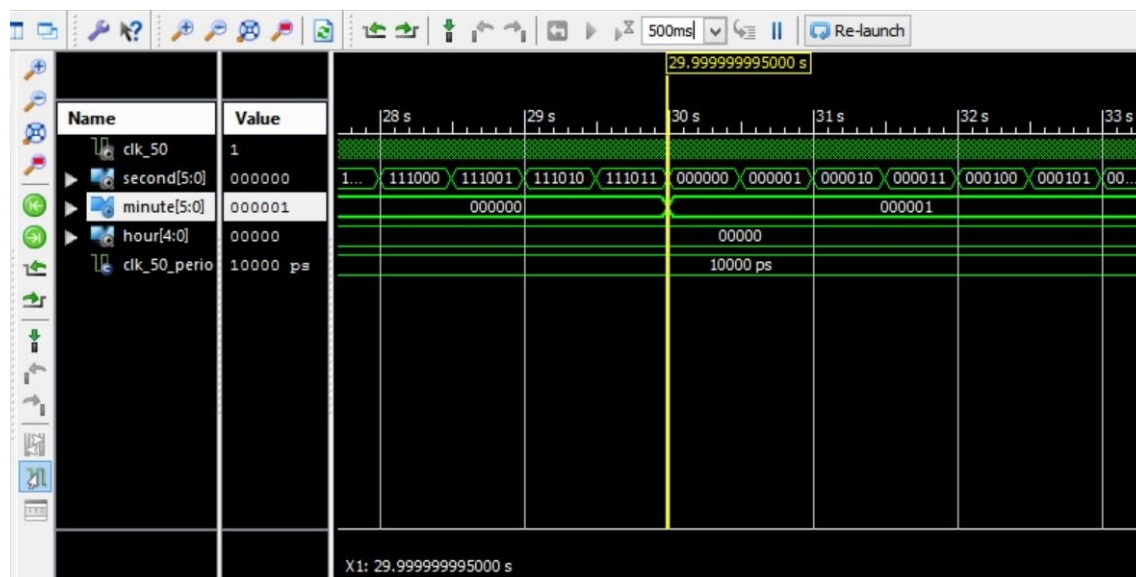 500ms Re-launch
29.999999995000 s
Name Value 28 s 29 s 30 s 31 s 32 s 33 s
clk_50 1
second[5:0] 000000 1... 111000 111001 111010 111011 000000 000001 000010 000011 000100 000101 00...
minute[5:0] 000001 000000 000001
hour[4:0] 00000 00000
clk_50_perio 10000 ps 10000 ps
X1: 29.999999995000 s